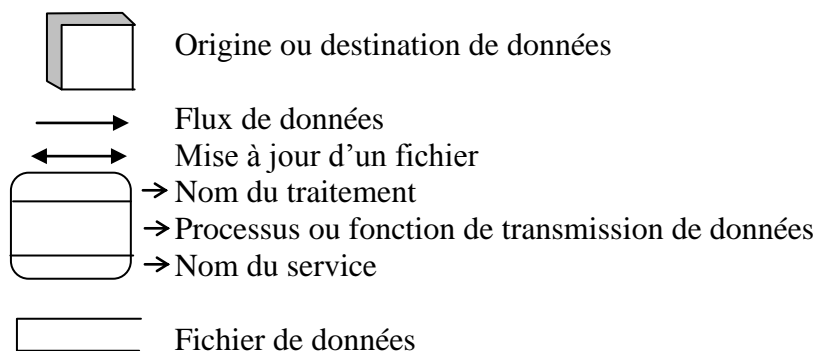 Origine ou destination de données
Flux de données
Mise à jour d’un fichier
Nom du traitement
Processus ou fonction de transmission de données
Nom du service
Fichier de données